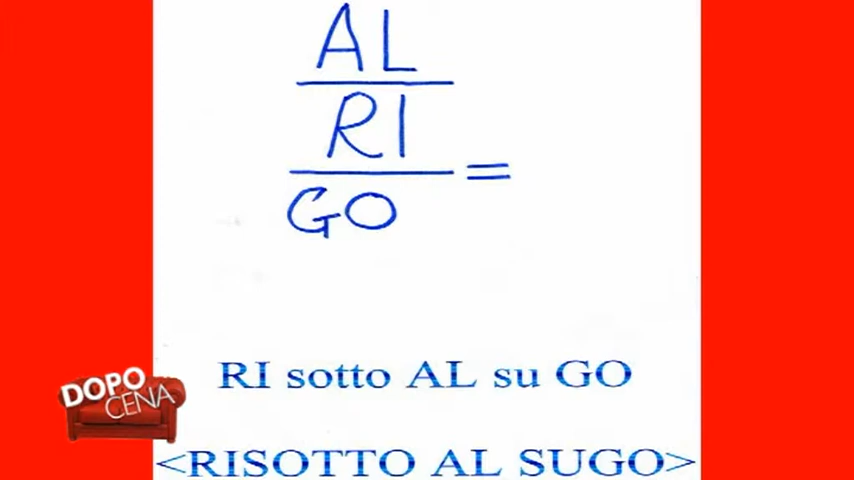 AL
RI
=
GO
RI sotto AL su GO
DOPO
CENA
<RISOTTO AL SUGO>